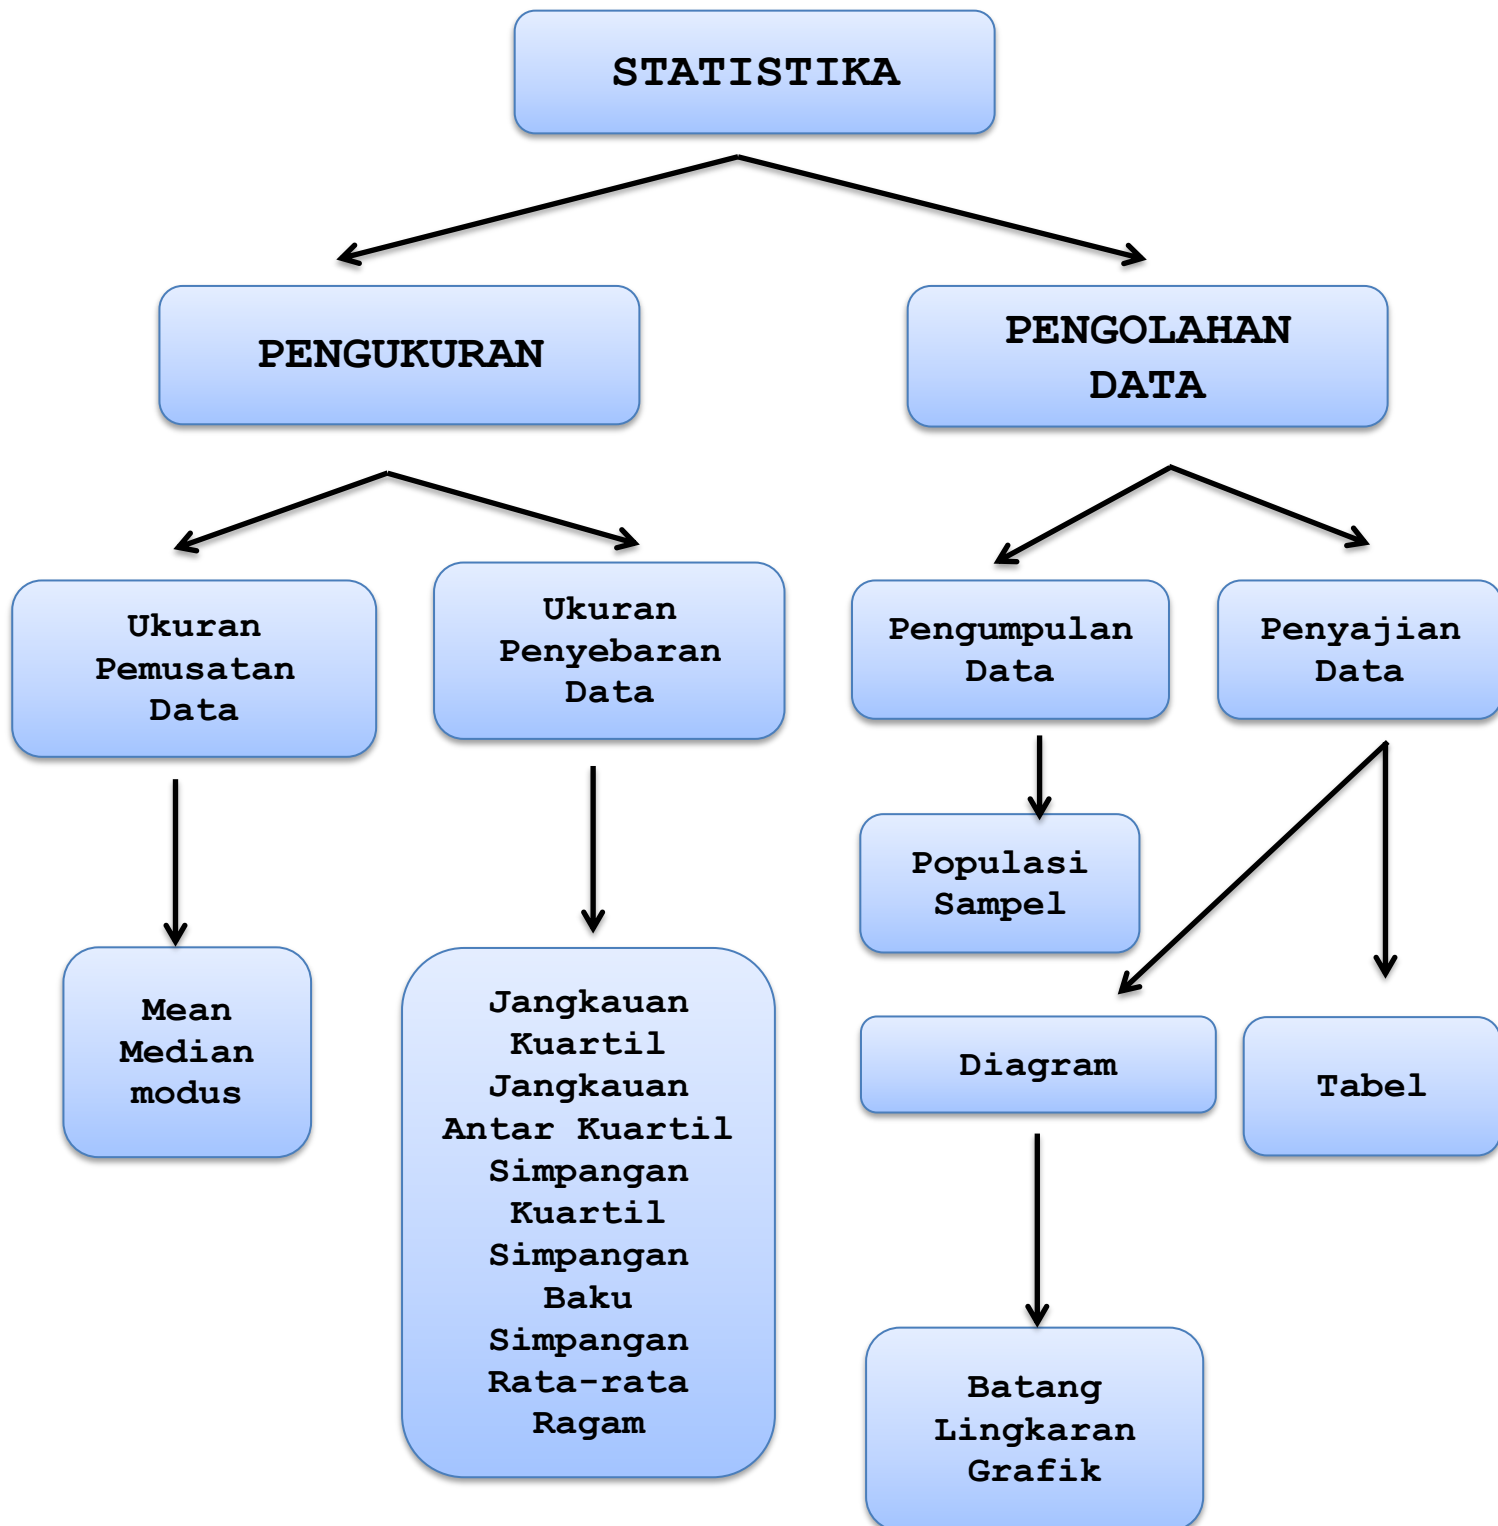 STATISTIKA
PENGUKURAN
PENGOLAHAN
DATA
Ukuran
Pemusatan
Data
Ukuran
Penyebaran
Data
Pengumpulan
Data
Penyajian
Data
Populasi
Sampel
Mean
Median
modus
Jangkauan
Kuartil
Jangkauan
Antar Kuartil
Simpangan
Kuartil
Simpangan
Baku
Simpangan
Rata-rata
Ragam
Diagram
Tabel
Batang
Lingkaran
Grafik